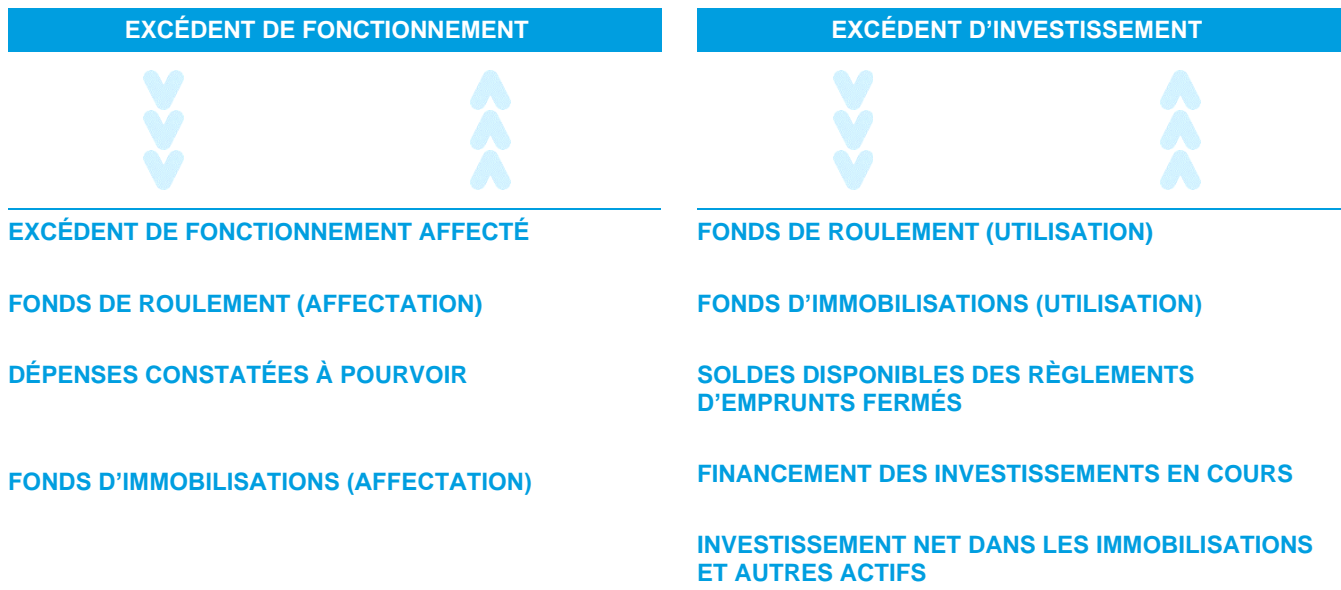 EXCÉDENT DE FONCTIONNEMENT
EXCÉDENT DE FONCTIONNEMENT AFFECTÉ
FONDS DE ROULEMENT (AFFECTATION)
DÉPENSES CONSTATÉES À POURVOIR
FONDS D’IMMOBILISATIONS (AFFECTATION)
EXCÉDENT D’INVESTISSEMENT
FONDS DE ROULEMENT (UTILISATION)
FONDS D’IMMOBILISATIONS (UTILISATION)
SOLDES DISPONIBLES DES RÈGLEMENTS
D’EMPRUNTS FERMÉS
FINANCEMENT DES INVESTISSEMENTS EN COURS
INVESTISSEMENT NET DANS LES IMMOBILISATIONS
ET AUTRES ACTIFS